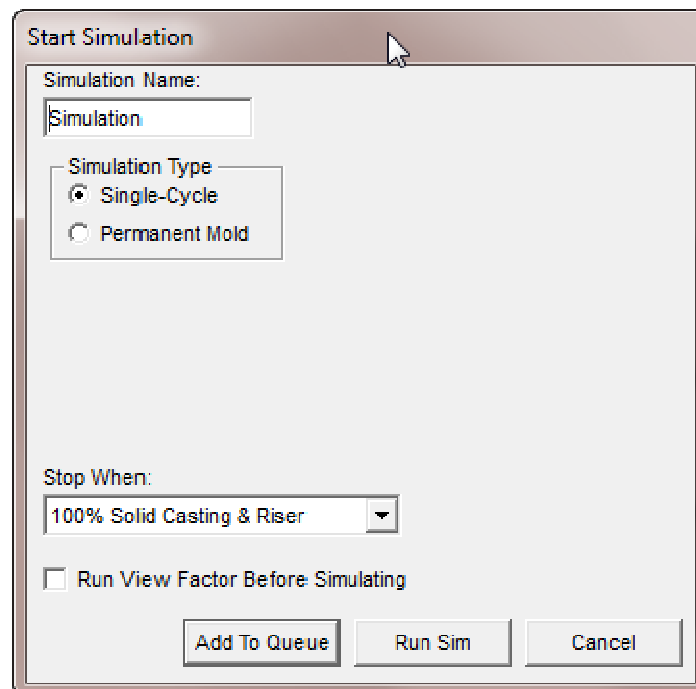 Start Simulation
Simulation Name:
Simulation
Simulation Type
Single-Cycle
Permanent Mold
Stop When:
100% Solid Casting & Riser
Run View Factor Before Simulating
Add To Queue Run Sim Cancel